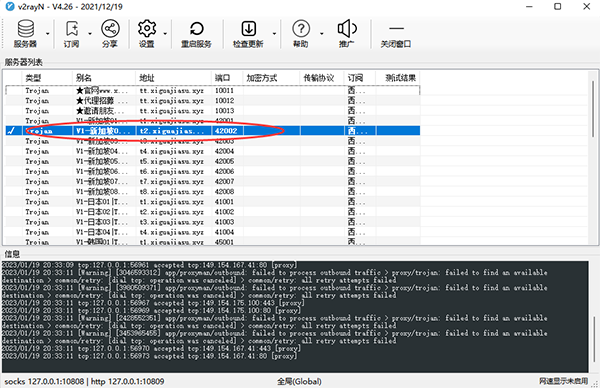 v2rayN - V4.26 - 2021/12/19
服务器 订阅 分享 设置 重启服务 检查更新 帮助 推广 关闭窗口
服务器列表
类型 别名 地址 端口 加密方式 传输协议 订阅 测试结果
Trojan ★官网www.x... tt.xiguajiasu.xyz 10011 西...
Trojan ★代理招募 ... tt.xiguajiasu.xyz 10012 西...
Trojan ★邀请朋友... tt.xiguajiasu.xyz 10013 西...
Trojan V1-新加坡01... xiguajiasu.xyz 42001 西...
✓ Trojan V1-新加坡0... t2.xiguajias... 42002 西...
Trojan xiguajiasu.xyz 西...
Trojan V1-新加坡04... xiguajiasu.xyz 42004 西...
Trojan V1-新加坡05... xiguajiasu.xyz 42005 西...
Trojan V1-新加坡06... xiguajiasu.xyz 42006 西...
Trojan V1-新加坡07... xiguajiasu.xyz 42007 西...
Trojan V1-新加坡08... xiguajiasu.xyz 42008 西...
Trojan V1-日本01|T... xiguajiasu.xyz 41001 西...
Trojan V1-日本02|T... xiguajiasu.xyz 41002 西...
Trojan V1-日本03|T... xiguajiasu.xyz 41003 西...
Trojan V1-日本04|T... xiguajiasu.xyz 41004 西...
Trojan V1-韩国01|T... xiguajiasu.xyz 45001 西...
信息
2023/01/19 20:33:09 tcp:127.0.0.1:56961 accepted tcp:149.154.167.41:80 [proxy]
2023/01/19 20:33:11 [Warning] [3046593312] app/proxyman/outbound: failed to process outbound traffic > proxy/trojan: failed to find an available
destination > common/retry: [dial tcp: operation was canceled] > common/retry: all retry attempts failed
2023/01/19 20:33:11 [Warning] [3980509371] app/proxyman/outbound: failed to process outbound traffic > proxy/trojan: failed to find an available
destination > common/retry: [dial tcp: operation was canceled] > common/retry: all retry attempts failed
2023/01/19 20:33:11 tcp:127.0.0.1:56967 accepted tcp:149.154.175.100:443 [proxy]
2023/01/19 20:33:11 tcp:127.0.0.1:56969 accepted tcp:149.154.175.100:80 [proxy]
2023/01/19 20:33:11 [Warning] [2428552351] app/proxyman/outbound: failed to process outbound traffic > proxy/trojan: failed to find an available
destination > common/retry: [dial tcp: operation was canceled] > common/retry: all retry attempts failed
2023/01/19 20:33:11 [Warning] [3453965455] app/proxyman/outbound: failed to process outbound traffic > proxy/trojan: failed to find an available
destination > common/retry: [dial tcp: operation was canceled] > common/retry: all retry attempts failed
2023/01/19 20:33:11 tcp:127.0.0.1:56970 accepted tcp:149.154.167.41:443 [proxy]
2023/01/19 20:33:11 tcp:127.0.0.1:56973 accepted tcp:149.154.167.41:80 [proxy]
socks 127.0.0.1:10808 | http 127.0.0.1:10809 全局(Global) 网速显示未启用